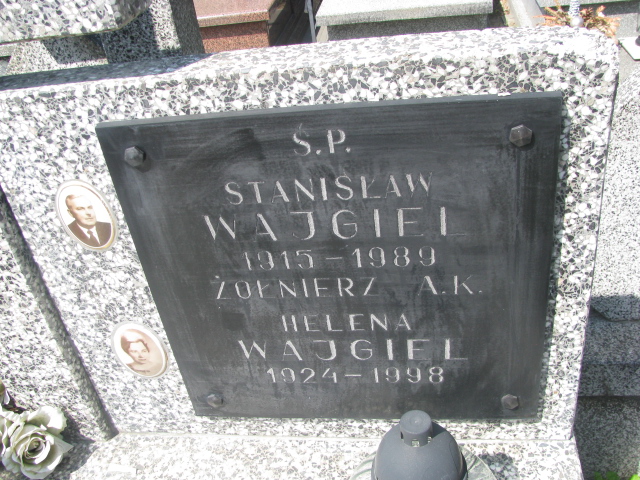 Ś.P.
STANISŁAW
WAJGIEL
1915 – 1989
ŻOŁNIERZ A.K.
HELENA
WAJGIEL
1924 – 1998